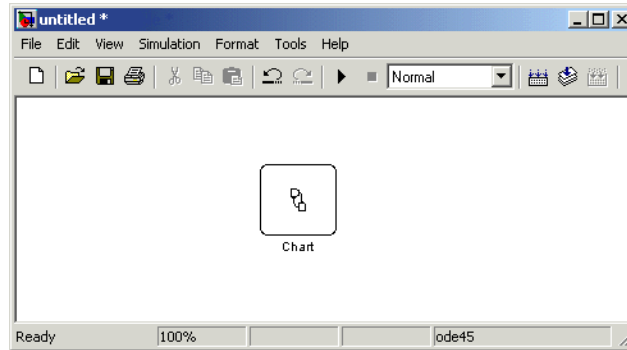 untitled *
File Edit View Simulation Format Tools Help
Normal
Chart
Ready 100% ode45